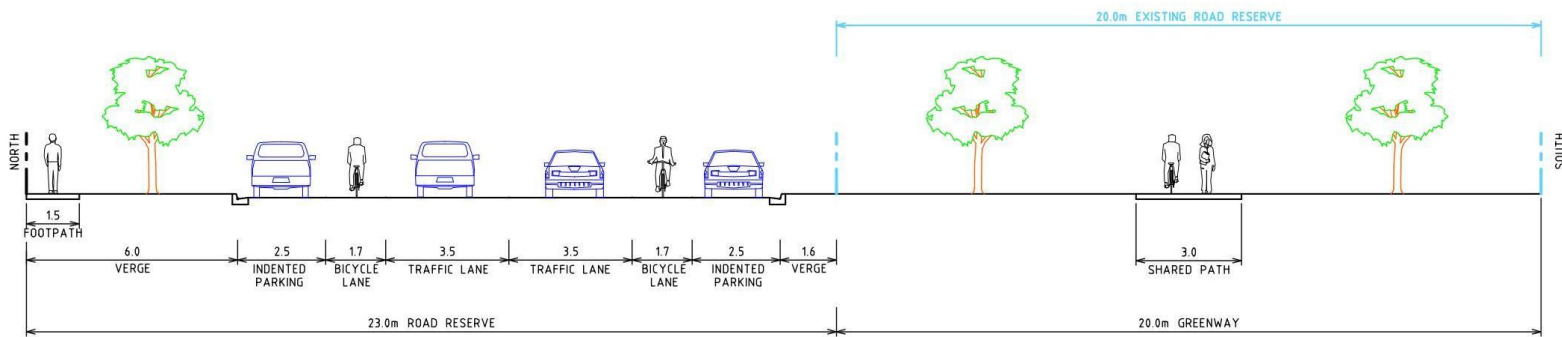 20.0m EXISTING ROAD RESERVE
NORTH
SOUTH
1.5
FOOTPATH
6.0
VERGE
2.5
INDENTED
PARKING
1.7
BICYCLE
LANE
3.5
TRAFFIC LANE
3.5
TRAFFIC LANE
1.7
BICYCLE
LANE
2.5
INDENTED
PARKING
1.6
VERGE
3.0
SHARED PATH
23.0m ROAD RESERVE
20.0m GREENWAY